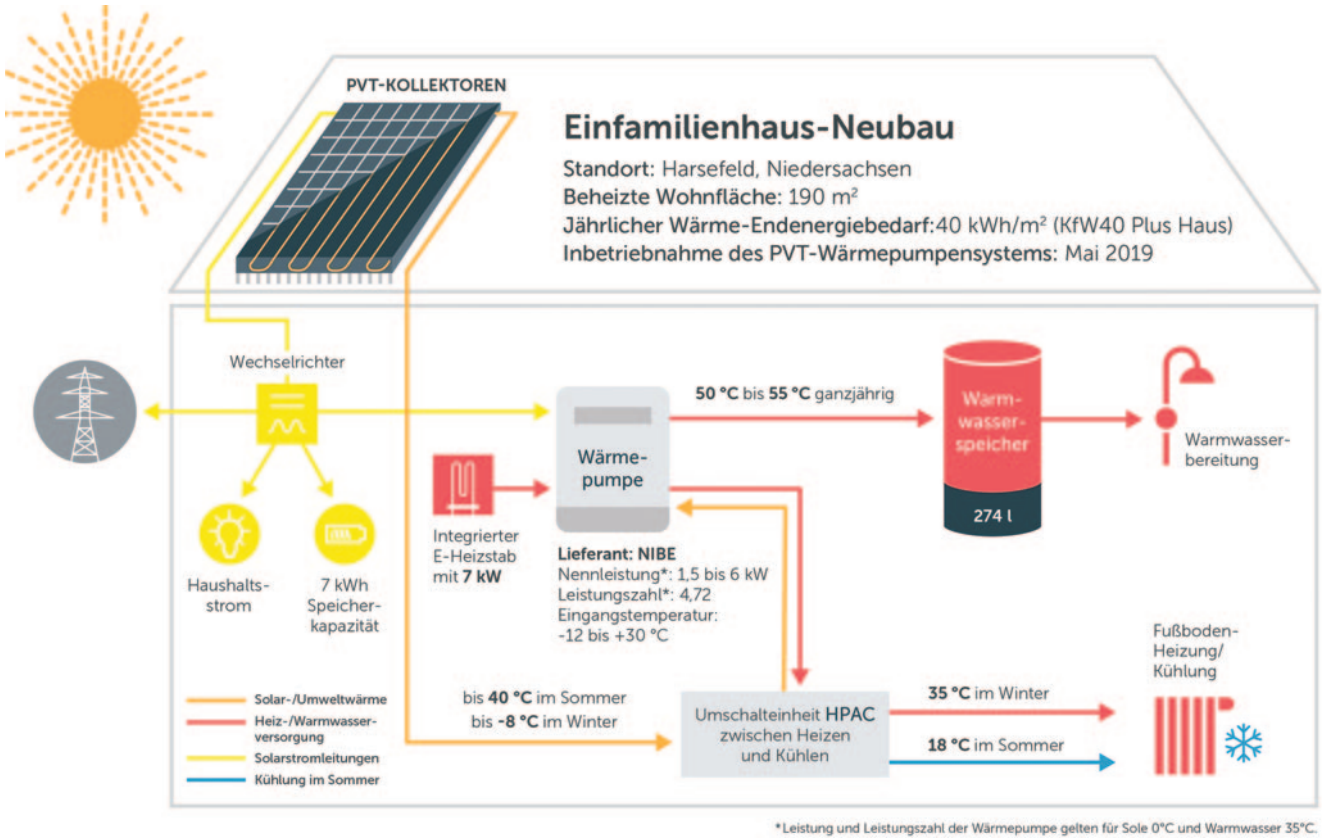 PVT-KOLLEKTOREN
Einfamilienhaus-Neubau
Standort: Harsefeld, Niedersachsen
Beheizte Wohnfläche: 190 m²
Jährlicher Wärme-Endenergiebedarf:40 kWh/m² (KfW40 Plus Haus)
Inbetriebnahme des PVT-Wärmepumpensystems: Mai 2019
Wechselrichter
50 °C bis 55 °C ganzjährig
Warm-
wasser-
speicher
274 l
Warmwasser-
bereitung
Wärme-
pumpe
Integrierter
E-Heizstab
mit 7 kW
Lieferant: NIBE
Nennleistung*: 1,5 bis 6 kW
Leistungszahl*: 4,72
Eingangstemperatur:
-12 bis +30 °C
Haushalts-
strom
7 kWh
Speicher-
kapazität
Fußboden-
Heizung/
Kühlung
Solar-/Umweltwärme
Heiz-/Warmwasser-
versorgung
Solarstromleitungen
Kühlung im Sommer
bis 40 °C im Sommer
bis -8 °C im Winter
Umschalteinheit HPAC
zwischen Heizen
und Kühlen
35 °C im Winter
18 °C im Sommer
*Leistung und Leistungszahl der Wärmepumpe gelten für Sole 0°C und Warmwasser 35°C.